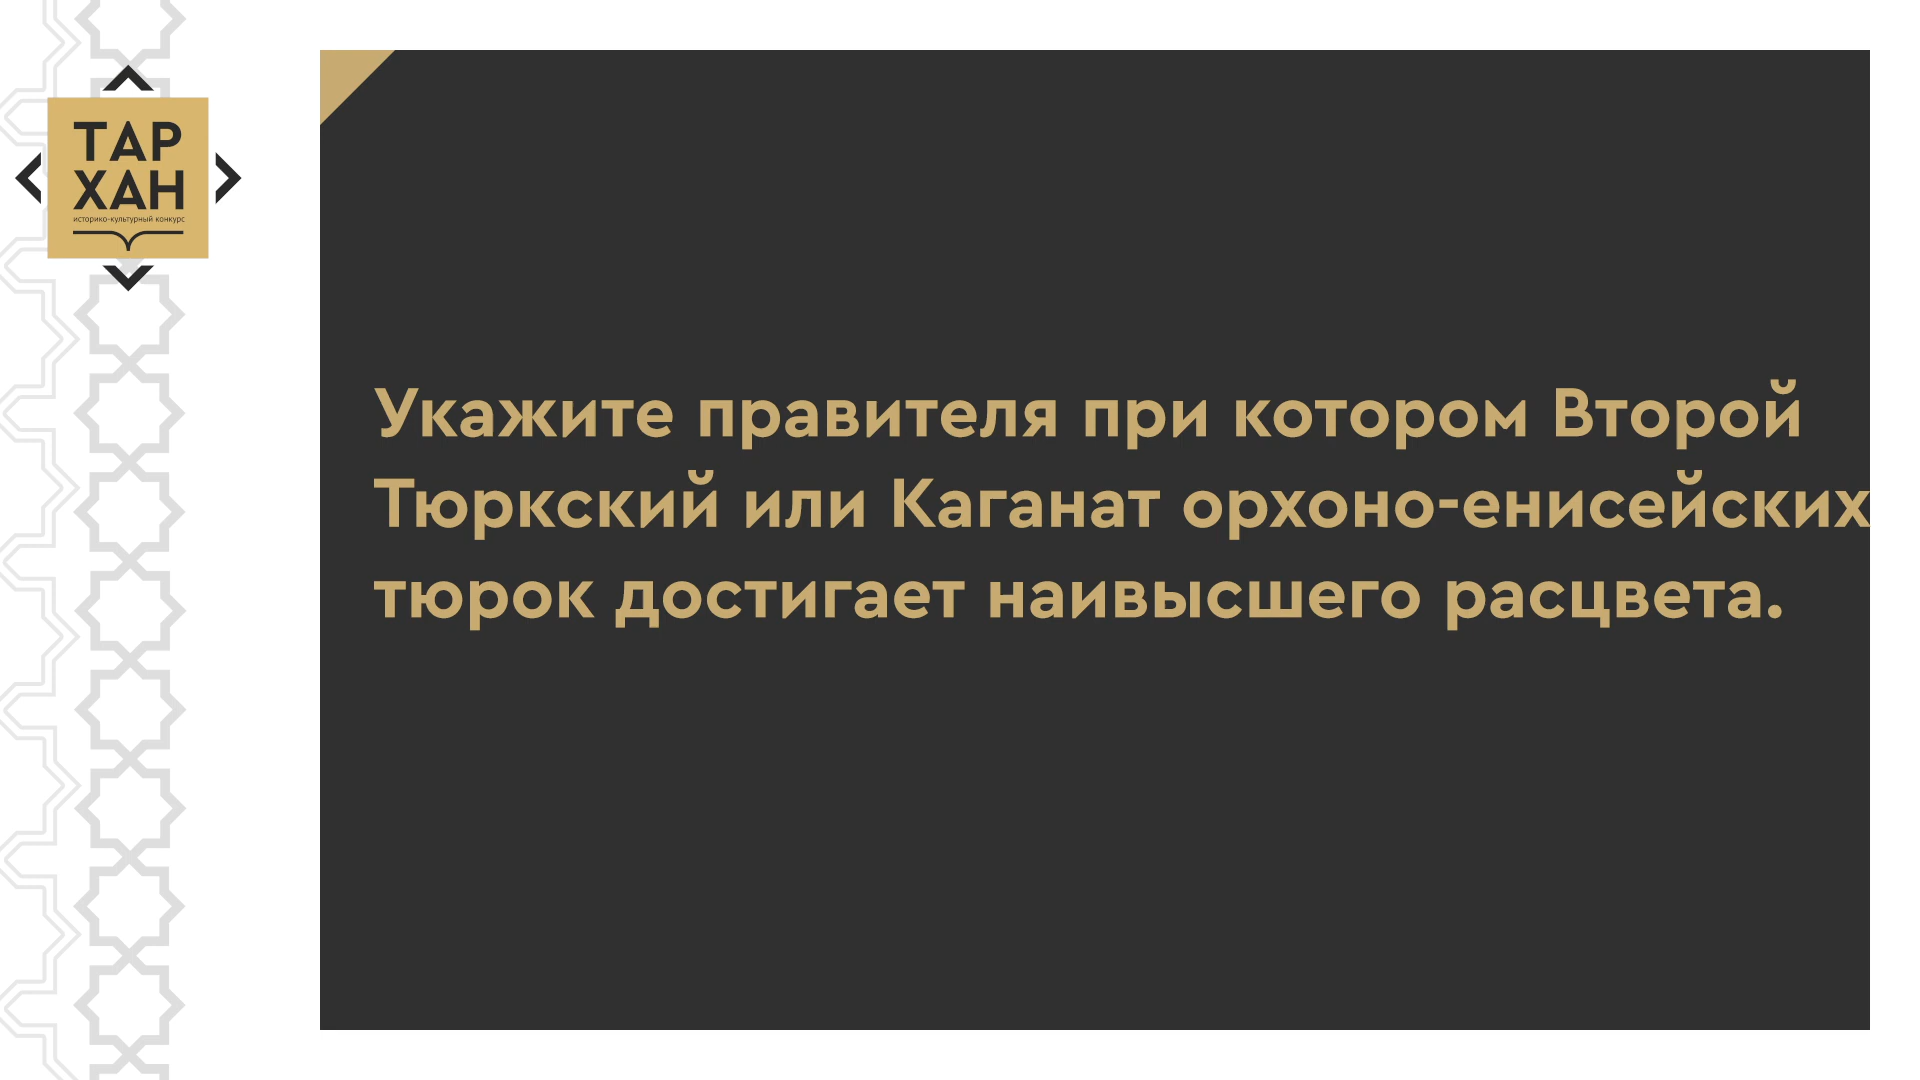 ТАР
ХАН
историко-культурный конкурс
Укажите правителя при котором Второй
Тюркский или Каганат орхоно-енисейских
тюрок достигает наивысшего расцвета.